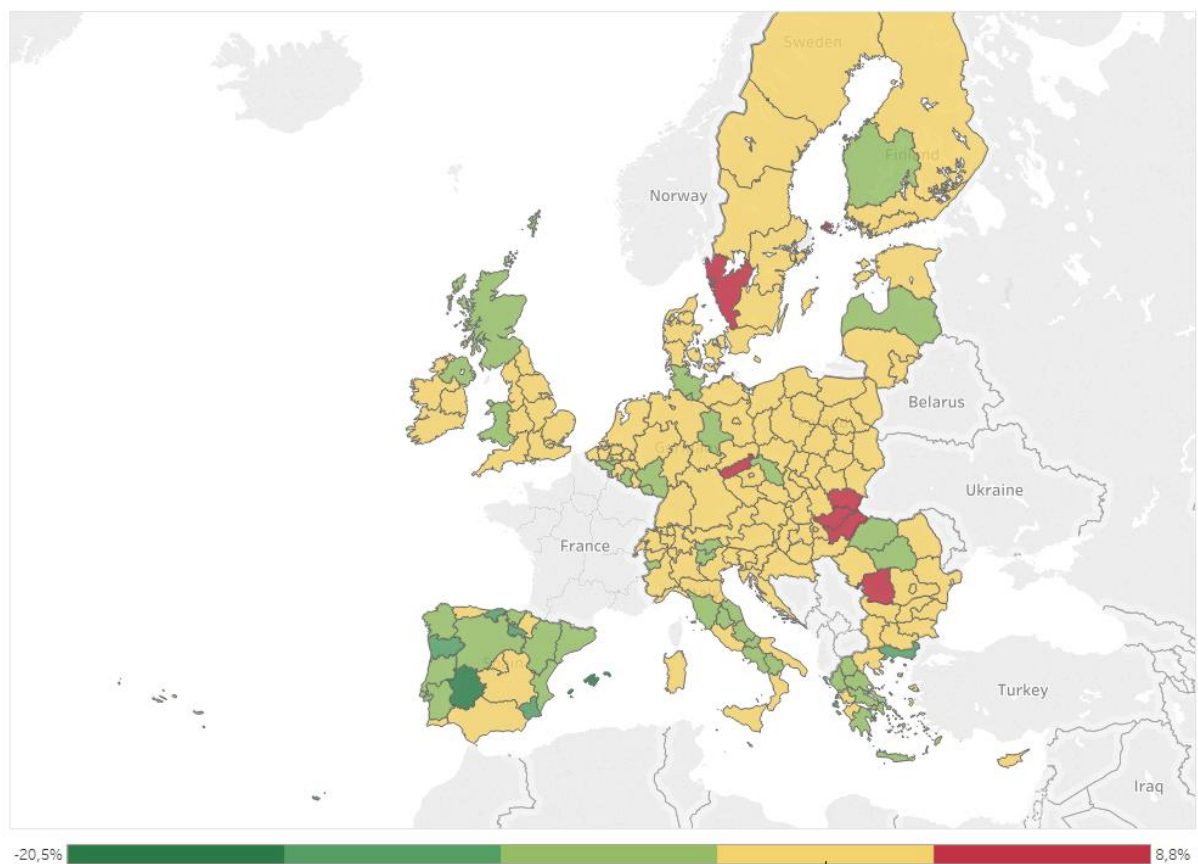 Sweden
Finland
Norway
Belarus
Ukraine
France
Turkey
Iraq
-20,5% 8,8%